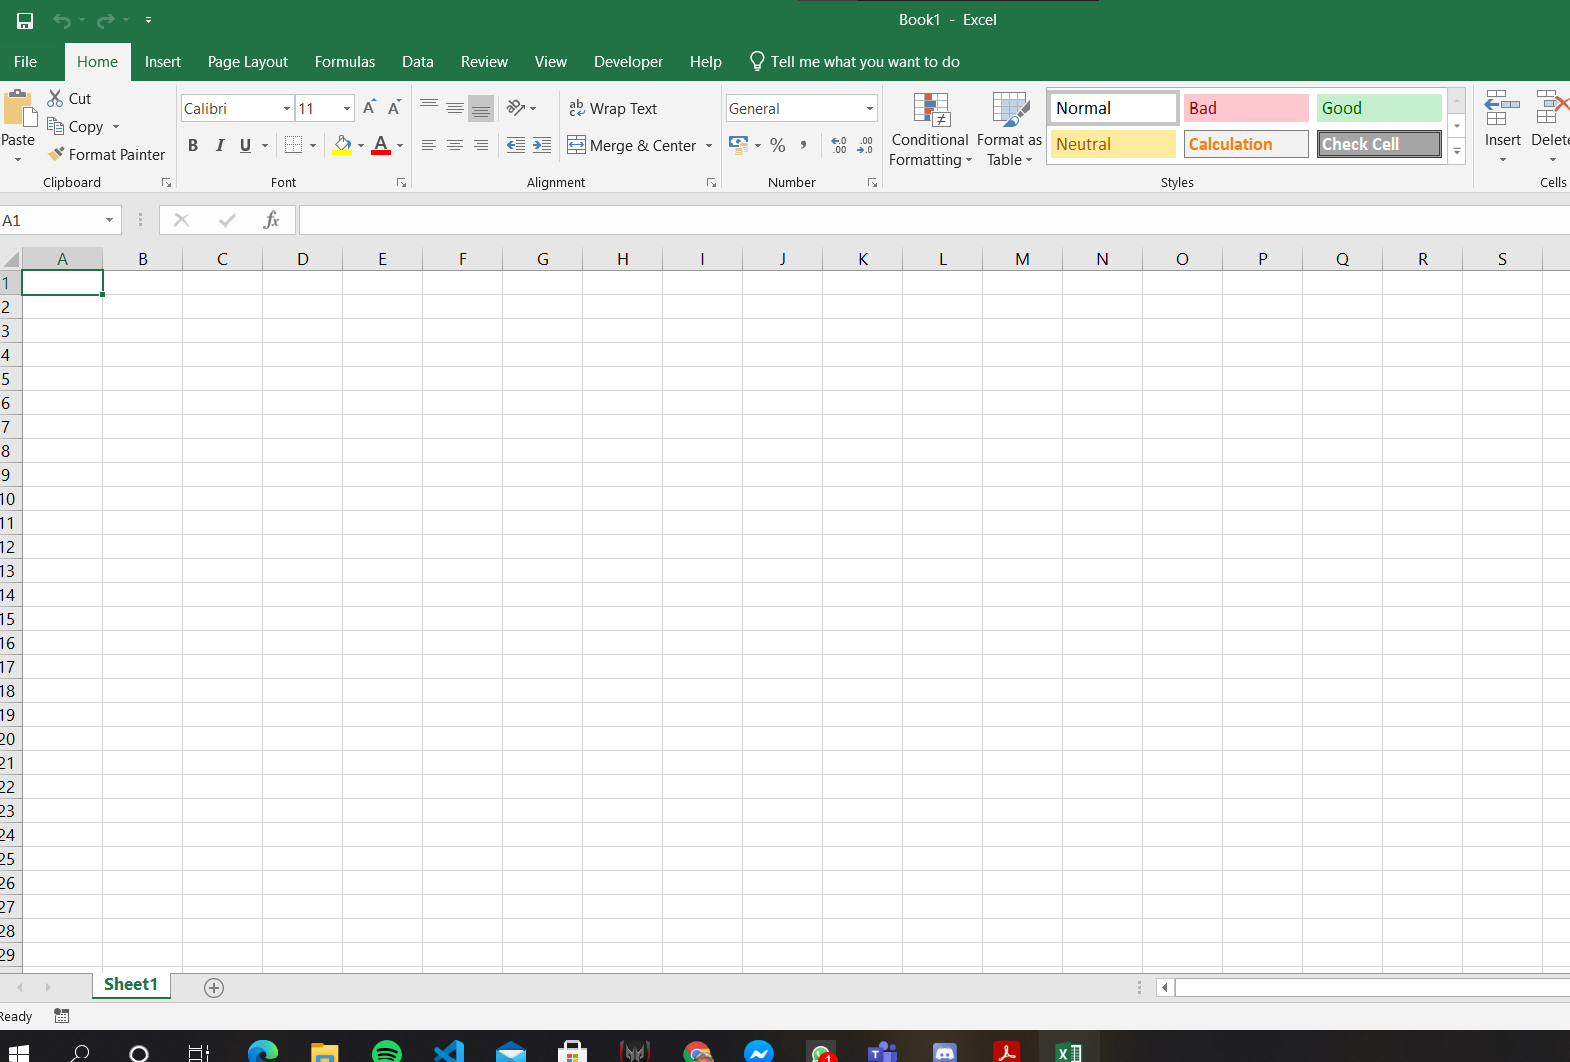 Book1 - Excel
File Home Insert Page Layout Formulas Data Review View Developer Help Tell me what you want to do
Paste
Cut
Copy
Format Painter
Clipboard
Calibri 11
B I U
Font
Wrap Text
Merge & Center
Alignment
General
%
Number
Conditional Formatting
Format as Table
Normal Bad Good
Neutral Calculation Check Cell
Styles
Insert Delete
Cells
A1
fx
A B C D E F G H I J K L M N O P Q R S
1
2
3
4
5
6
7
8
9
10
11
12
13
14
15
16
17
18
19
20
21
22
23
24
25
26
27
28
29
Sheet1
Ready